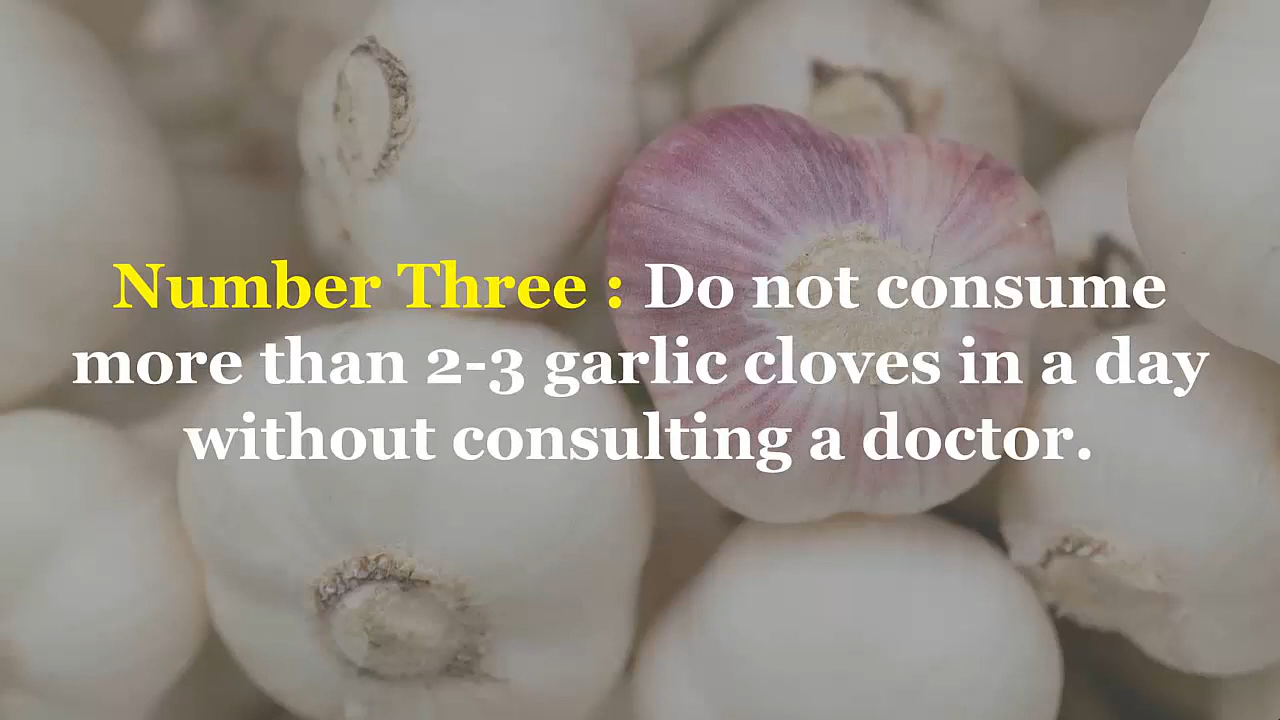 Number Three : Do not consume
more than 2-3 garlic cloves in a day
without consulting a doctor.